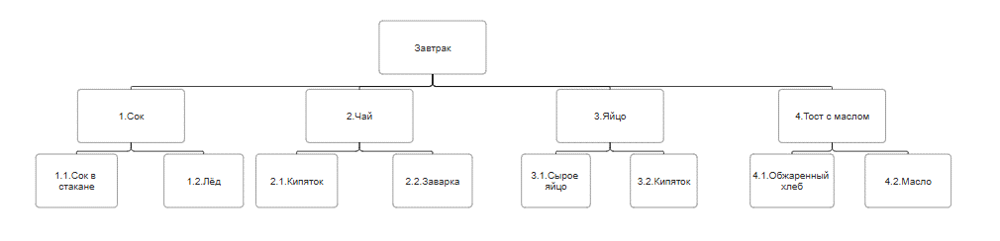 Завтрак
1.Сок
2.Чай
3.Яйцо
4.Тост с маслом
1.1.Сок в
стакане
1.2.Лёд
2.1.Кипяток
2.2.Заварка
3.1.Сырое
яйцо
3.2.Кипяток
4.1.Обжаренный
хлеб
4.2.Масло